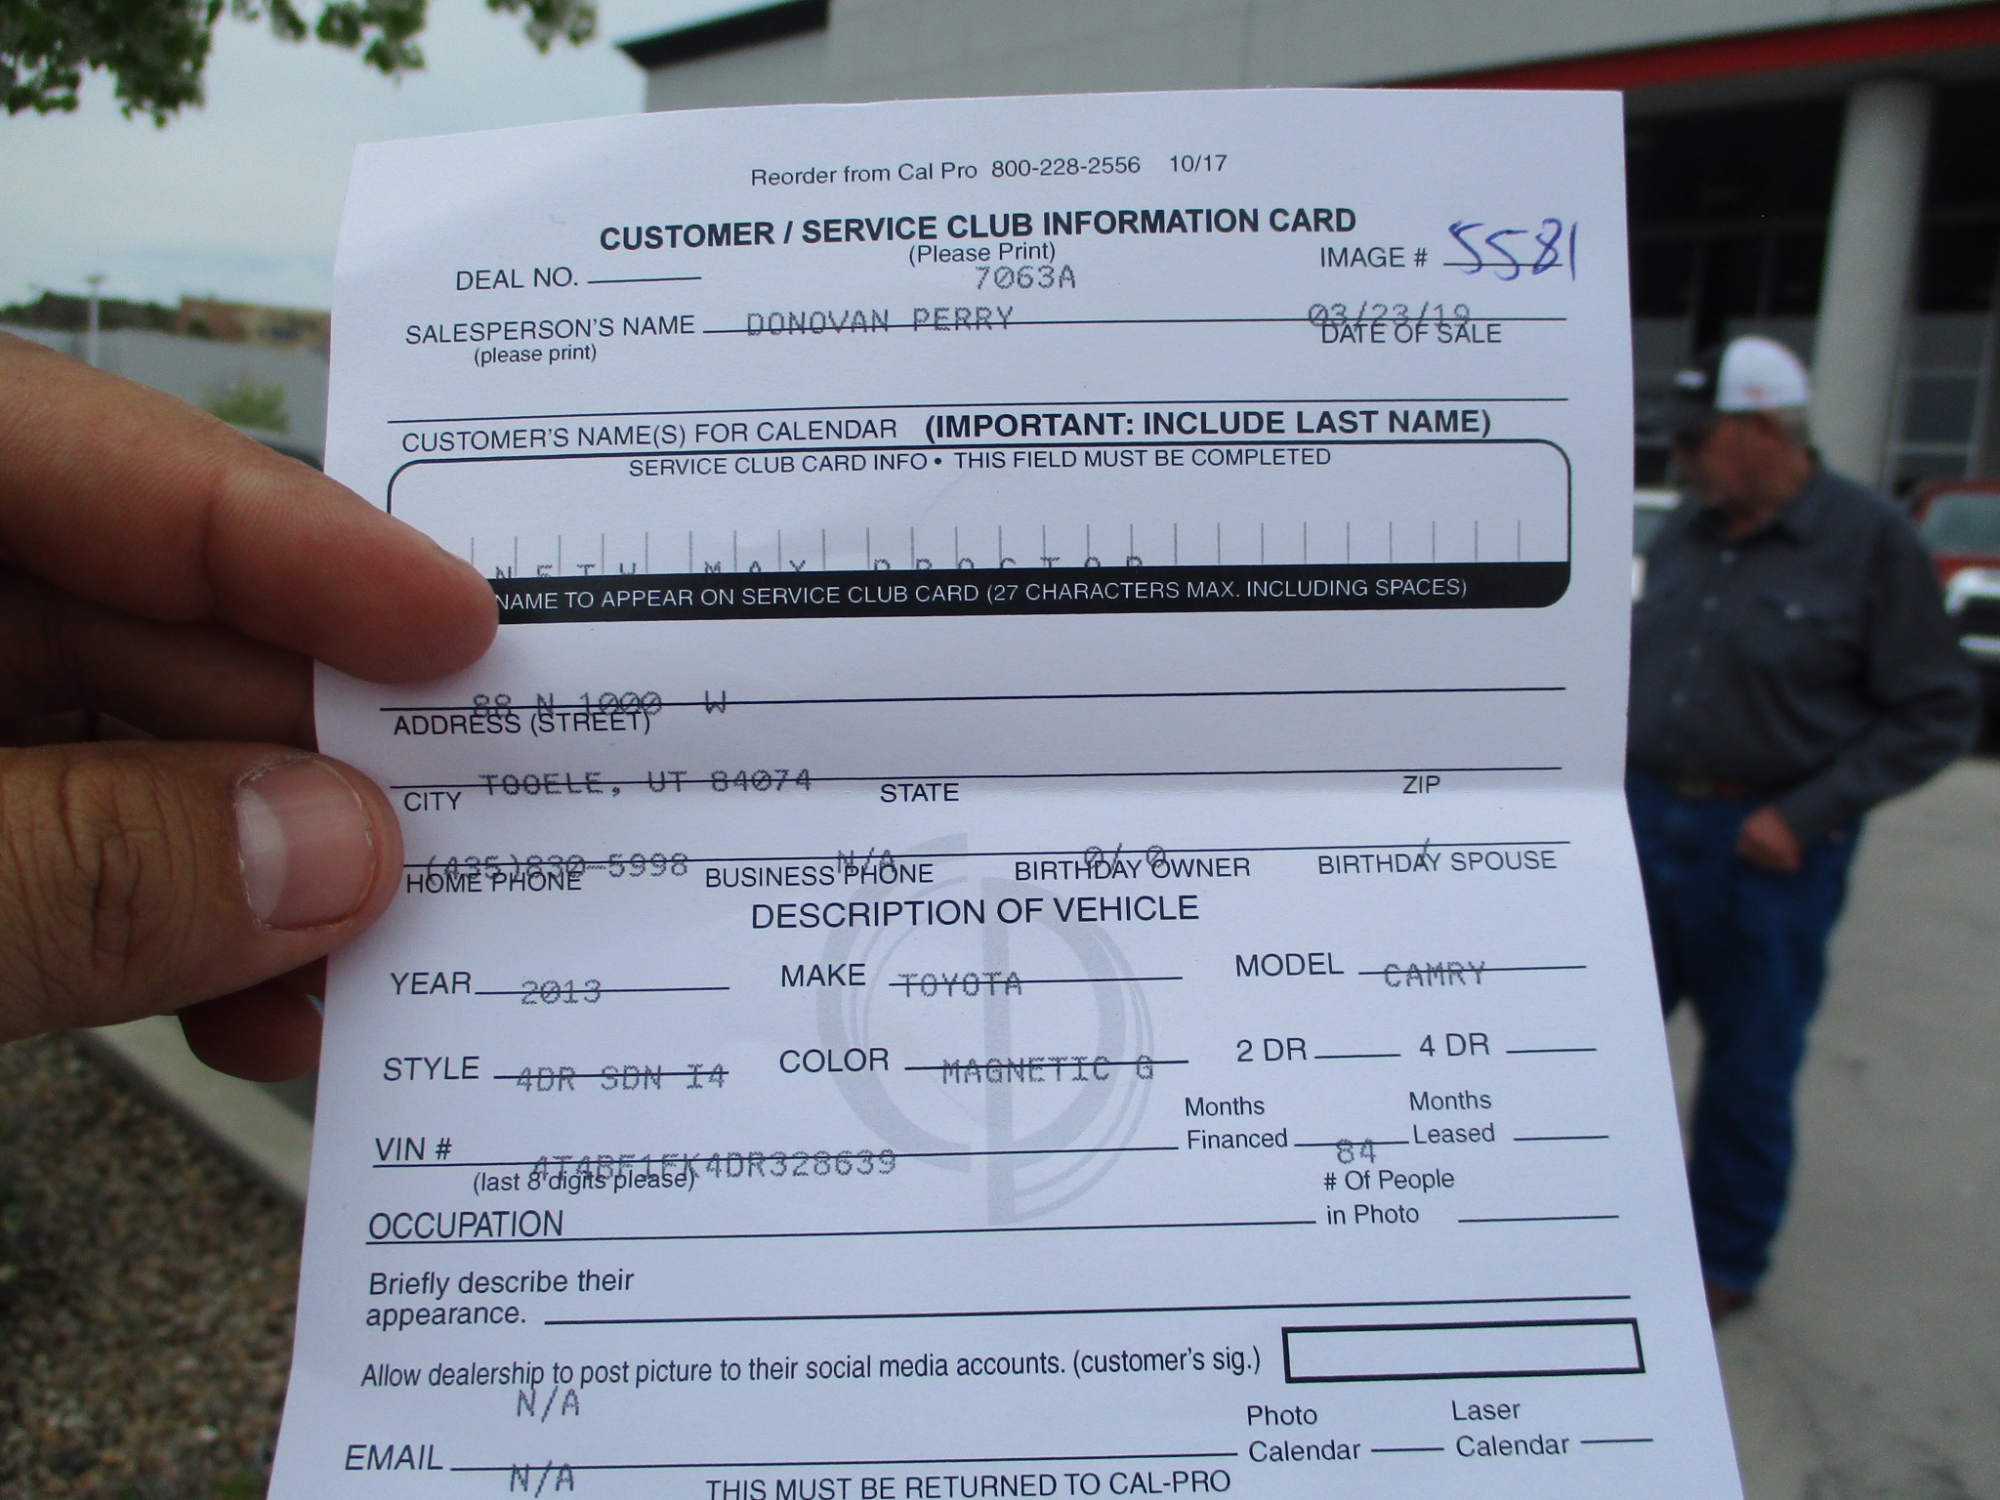 Reorder from Cal Pro 800-228-2556 10/17
CUSTOMER / SERVICE CLUB INFORMATION CARD
(Please Print)
DEAL NO. 7063A IMAGE # 5581
SALESPERSON'S NAME DONOVAN PERRY 03/23/19
(please print) DATE OF SALE
CUSTOMER'S NAME(S) FOR CALENDAR (IMPORTANT: INCLUDE LAST NAME)
SERVICE CLUB CARD INFO • THIS FIELD MUST BE COMPLETED
MAY PROCTOR
NAME TO APPEAR ON SERVICE CLUB CARD (27 CHARACTERS MAX. INCLUDING SPACES)
88 N 1000 W
ADDRESS (STREET)
CITY TOOELE, UT 84074 STATE ZIP
(435)830-5998 N/A 0/ 0 /
HOME PHONE BUSINESS PHONE BIRTHDAY OWNER BIRTHDAY SPOUSE
DESCRIPTION OF VEHICLE
YEAR 2013 MAKE TOYOTA MODEL CAMRY
STYLE 4DR SDN I4 COLOR MAGNETIC G 2 DR 4 DR
VIN # 4T4BF1FK4DR328639 Months Financed 84 Months Leased
(last 8 digits please)
OCCUPATION # Of People in Photo
Briefly describe their
appearance.
Allow dealership to post picture to their social media accounts. (customer's sig.)
N/A
EMAIL N/A Photo Calendar Laser Calendar
THIS MUST BE RETURNED TO CAL-PRO